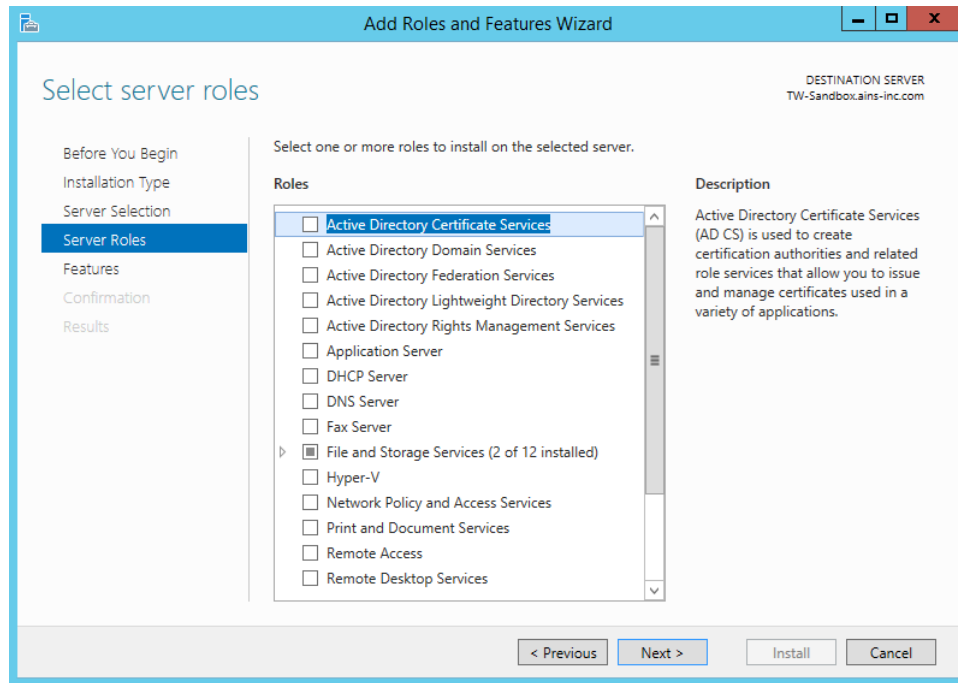 Add Roles and Features Wizard
Select server roles
DESTINATION SERVER
TW-Sandbox.ains-inc.com
Before You Begin
Installation Type
Server Selection
Server Roles
Features
Confirmation
Results
Select one or more roles to install on the selected server.
Roles
Active Directory Certificate Services
Active Directory Domain Services
Active Directory Federation Services
Active Directory Lightweight Directory Services
Active Directory Rights Management Services
Application Server
DHCP Server
DNS Server
Fax Server
File and Storage Services (2 of 12 installed)
Hyper-V
Network Policy and Access Services
Print and Document Services
Remote Access
Remote Desktop Services
Description
Active Directory Certificate Services
(AD CS) is used to create
certification authorities and related
role services that allow you to issue
and manage certificates used in a
variety of applications.
< Previous
Next >
Install
Cancel